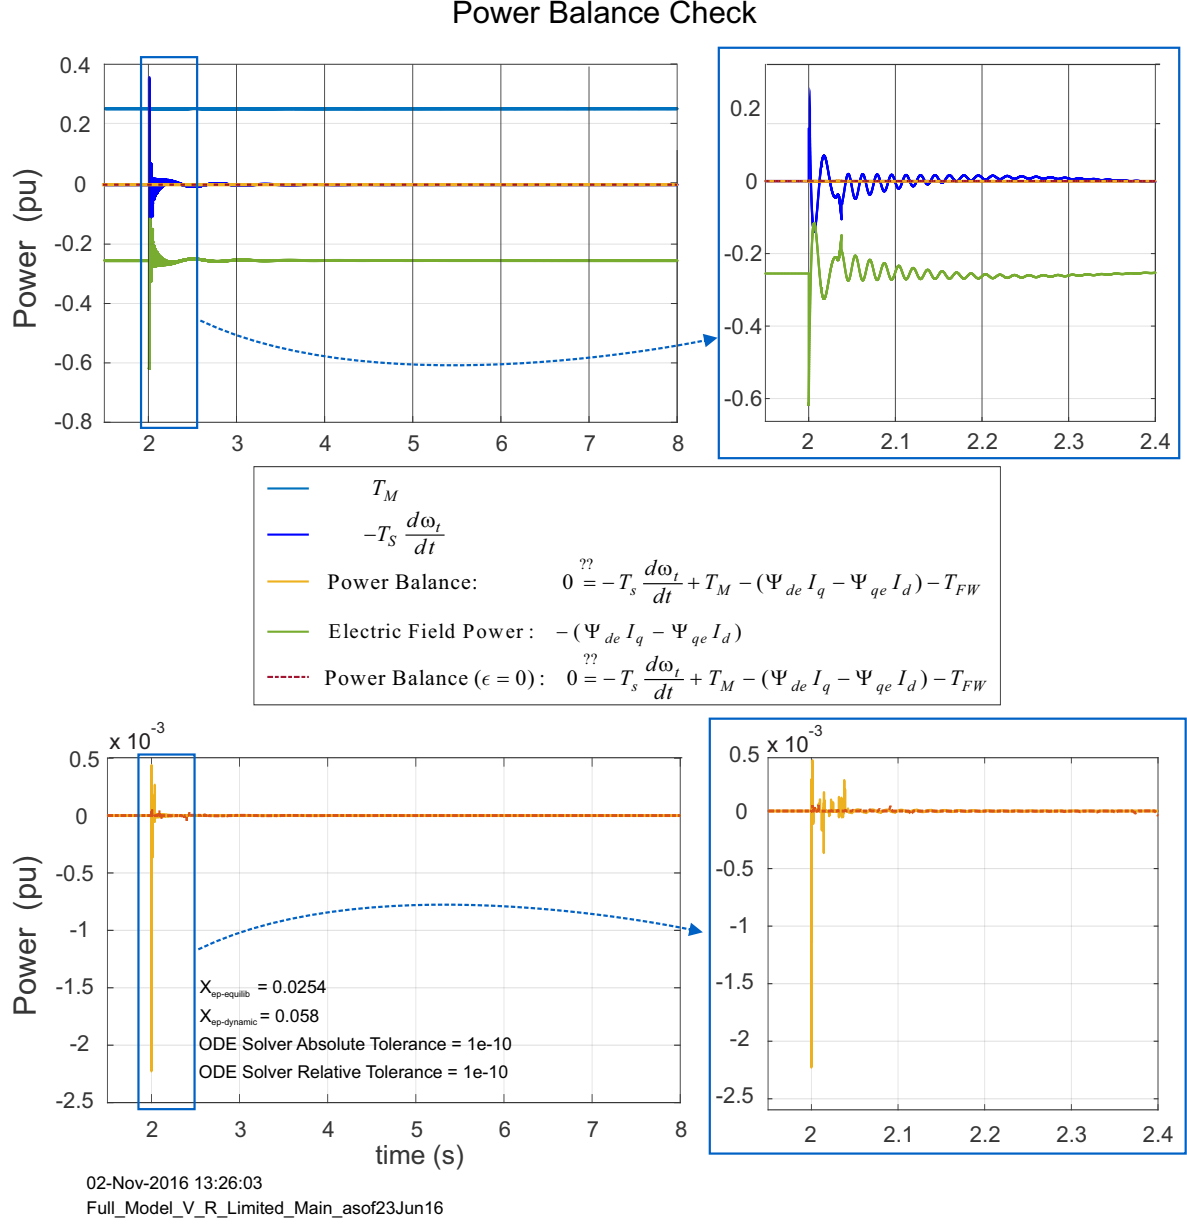 Power Balance Check
0.4
0.2
0
-0.2
-0.4
-0.6
-0.8
Power (pu)
2 3 4 5 6 7 8
0.2
0
-0.2
-0.4
-0.6
2 2.1 2.2 2.3 2.4
T_M
−T_S dω_t/dt
Power Balance: 0 =^?? − T_s dω_t/dt + T_M − (Ψ_de I_q − Ψ_qe I_d) − T_FW
Electric Field Power: − (Ψ_de I_q − Ψ_qe I_d)
Power Balance (ϵ = 0): 0 =^?? − T_s dω_t/dt + T_M − (Ψ_de I_q − Ψ_qe I_d) − T_FW
x 10^-3
0.5
0
-0.5
-1
-1.5
-2
-2.5
Power (pu)
X_ep-equilib = 0.0254
X_ep-dynamic = 0.058
ODE Solver Absolute Tolerance = 1e-10
ODE Solver Relative Tolerance = 1e-10
2 3 4 5 6 7 8
time (s)
0.5 x 10^-3
0
-0.5
-1
-1.5
-2
-2.5
2 2.1 2.2 2.3 2.4
02-Nov-2016 13:26:03
Full_Model_V_R_Limited_Main_asof23Jun16